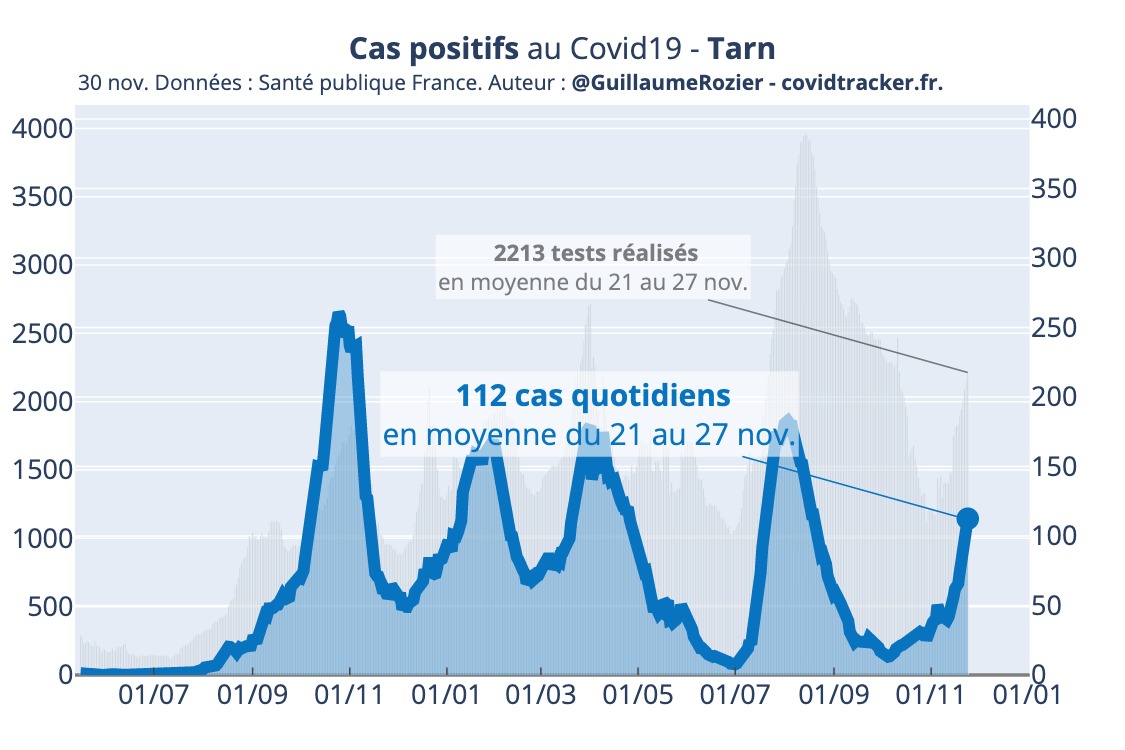 Cas positifs au Covid19 - Tarn
30 nov. Données : Santé publique France. Auteur : @GuillaumeRozier - covidtracker.fr.
4000
3500
3000
2500
2000
1500
1000
500
0
400
350
300
250
200
150
100
50
0
2213 tests réalisés
en moyenne du 21 au 27 nov.
112 cas quotidiens
en moyenne du 21 au 27 nov.
01/07 01/09 01/11 01/01 01/03 01/05 01/07 01/09 01/11 01/01